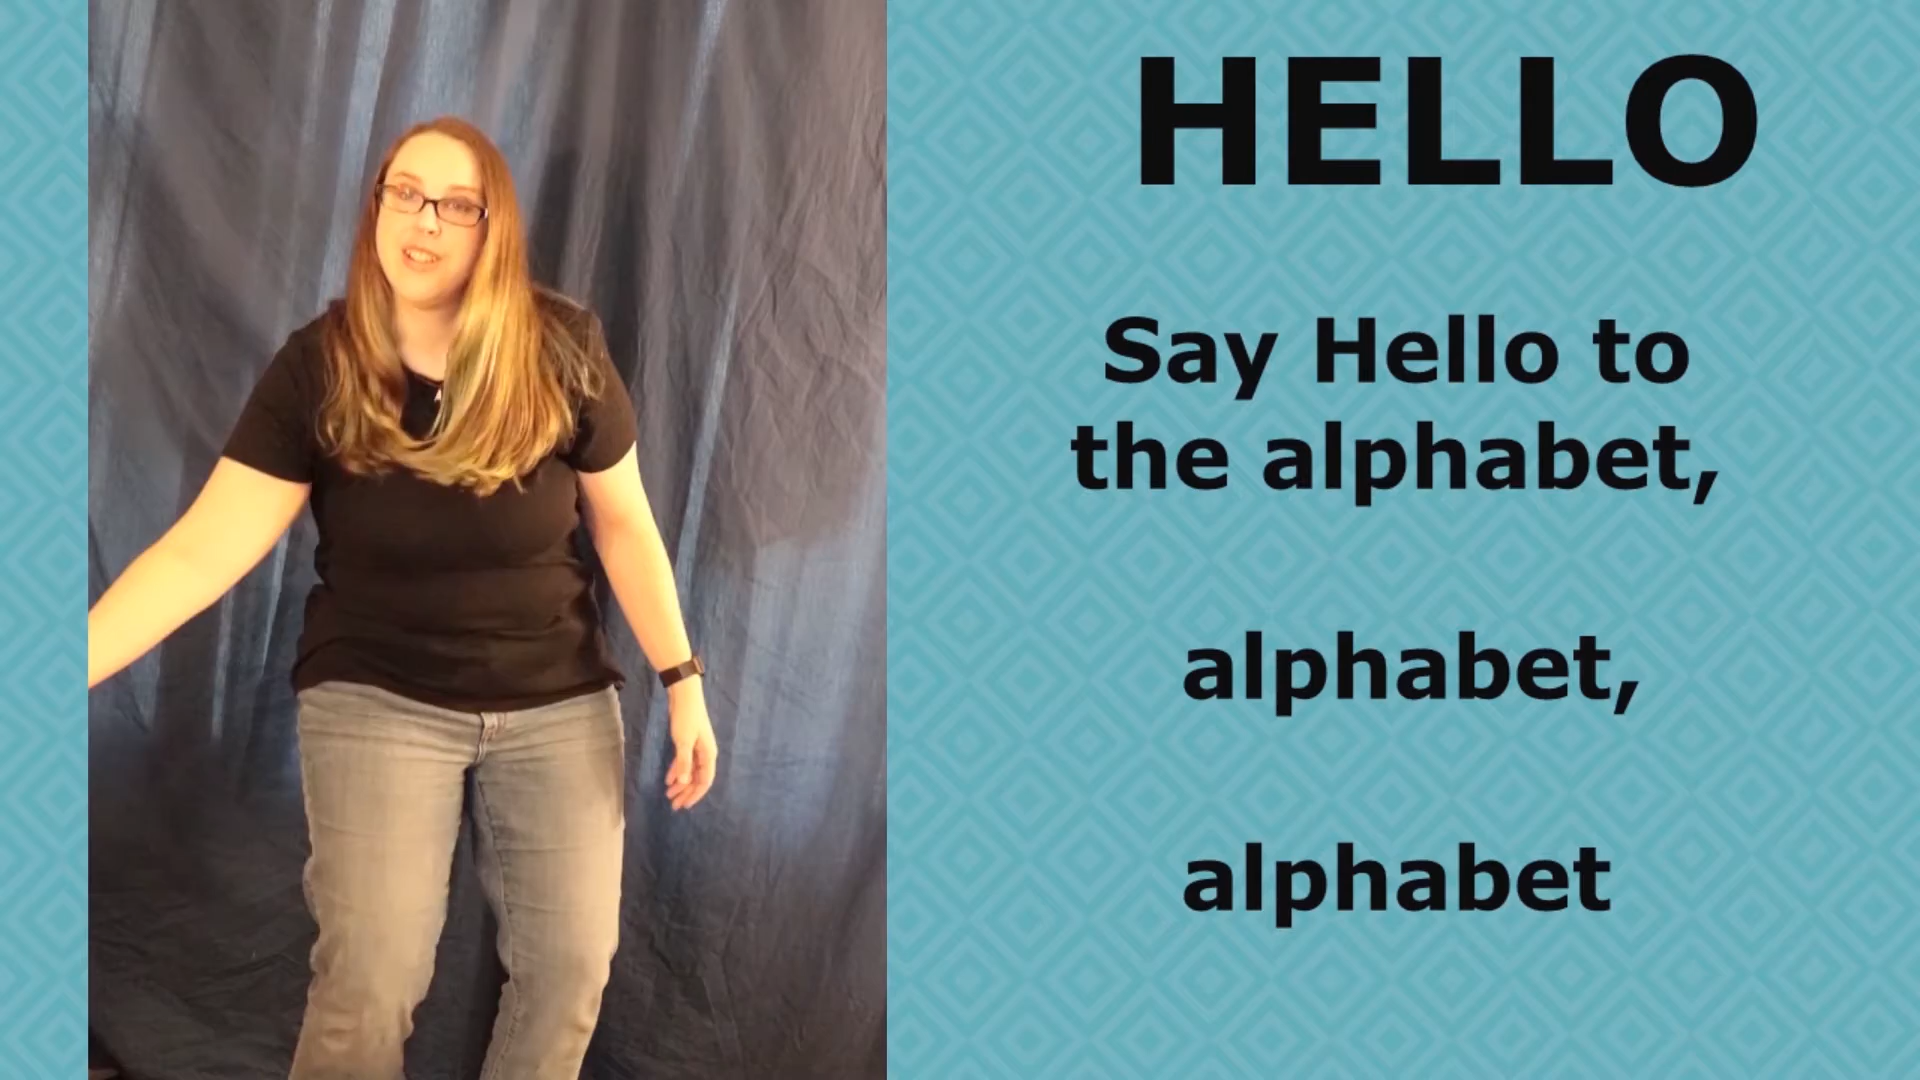 HELLO
Say Hello to
the alphabet,
alphabet,
alphabet